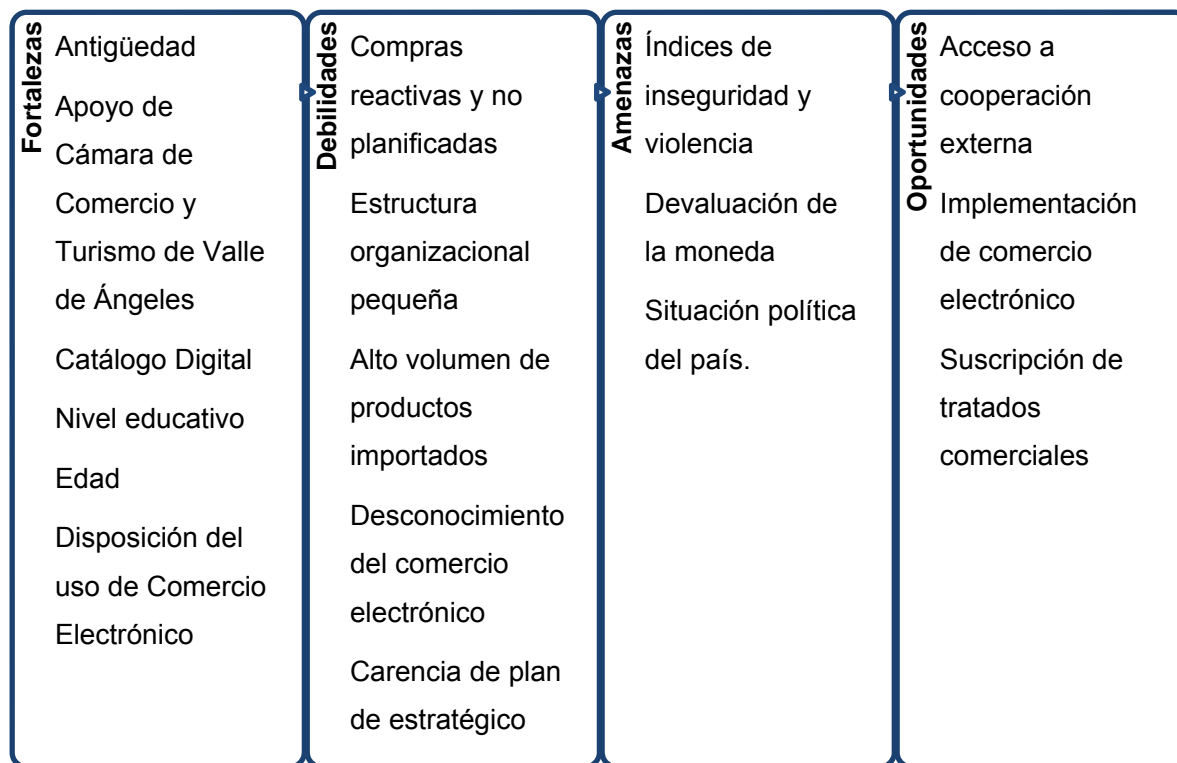 Fortalezas
Antigüedad
Apoyo de
Cámara de
Comercio y
Turismo de Valle
de Ángeles
Catálogo Digital
Nivel educativo
Edad
Disposición del
uso de Comercio
Electrónico
Debilidades
Compras
reactivas y no
planificadas
Estructura
organizacional
pequeña
Alto volumen de
productos
importados
Desconocimiento
del comercio
electrónico
Carencia de plan
de estratégico
Amenazas
Índices de
inseguridad y
violencia
Devaluación de
la moneda
Situación política
del país.
Oportunidades
Acceso a
cooperación
externa
Implementación
de comercio
electrónico
Suscripción de
tratados
comerciales